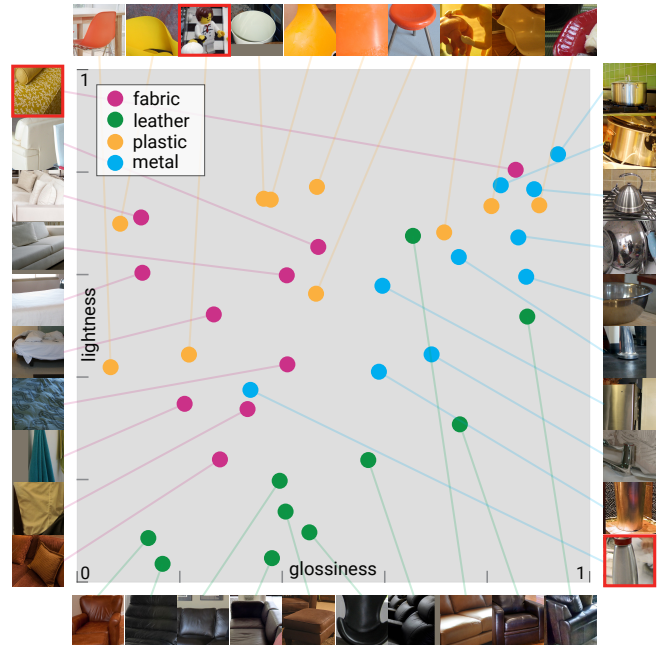 1
fabric
leather
plastic
metal
lightness
0
glossiness
1